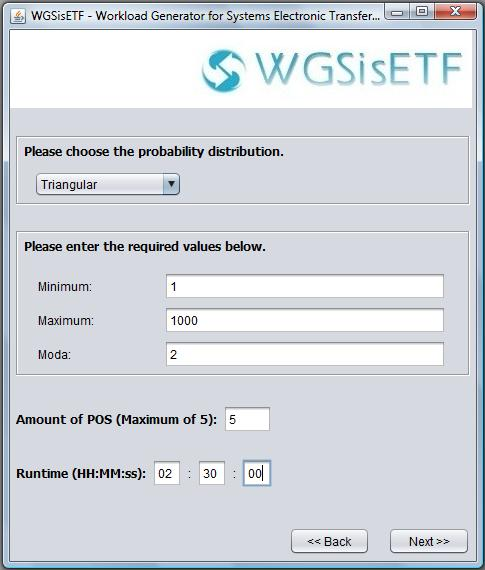 WGSisETF - Workload Generator for Systems Electronic Transfer...
WGSisETF
Please choose the probability distribution.
Triangular
Please enter the required values below.
Minimum: 1
Maximum: 1000
Moda: 2
Amount of POS (Maximum of 5): 5
Runtime (HH:MM:ss): 02 : 30 : 00
<< Back Next >>